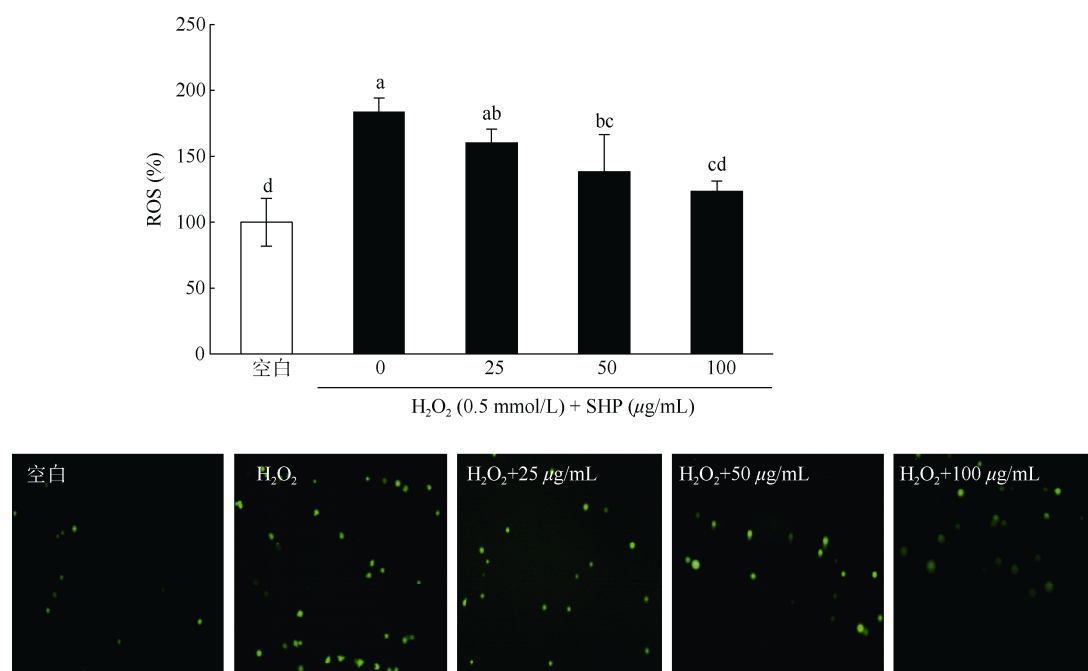 250
200
150
100
50
0
ROS (%)
d
a
ab
bc
cd
空白
0
25
50
100
H₂O₂ (0.5 mmol/L) + SHP (μg/mL)
空白
H₂O₂
H₂O₂+25 μg/mL
H₂O₂+50 μg/mL
H₂O₂+100 μg/mL